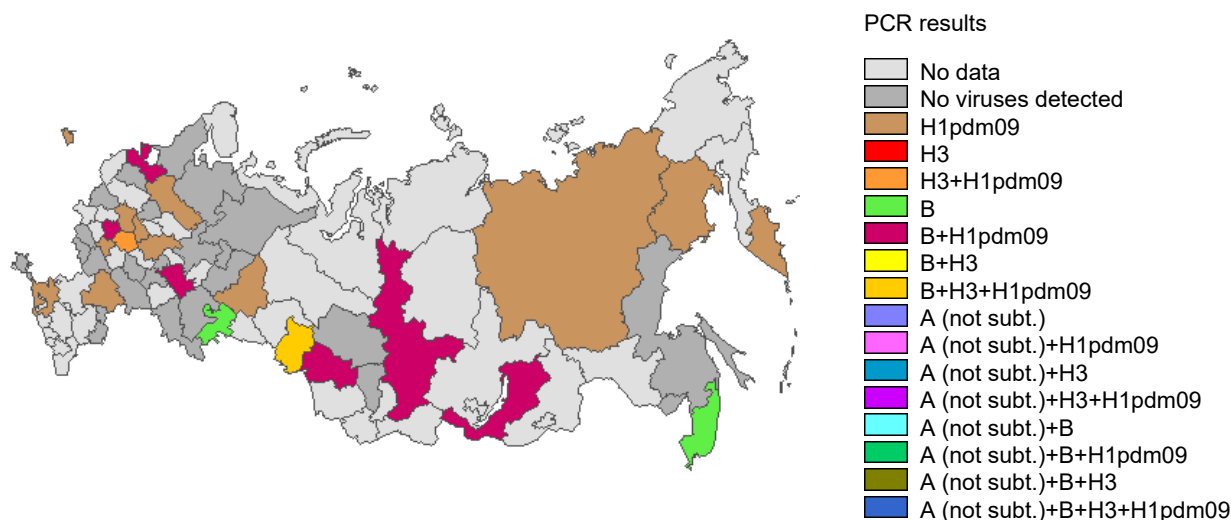 PCR results
No data
No viruses detected
H1pdm09
H3
H3+H1pdm09
B
B+H1pdm09
B+H3
B+H3+H1pdm09
A (not subt.)
A (not subt.)+H1pdm09
A (not subt.)+H3
A (not subt.)+H3+H1pdm09
A (not subt.)+B
A (not subt.)+B+H1pdm09
A (not subt.)+B+H3
A (not subt.)+B+H3+H1pdm09